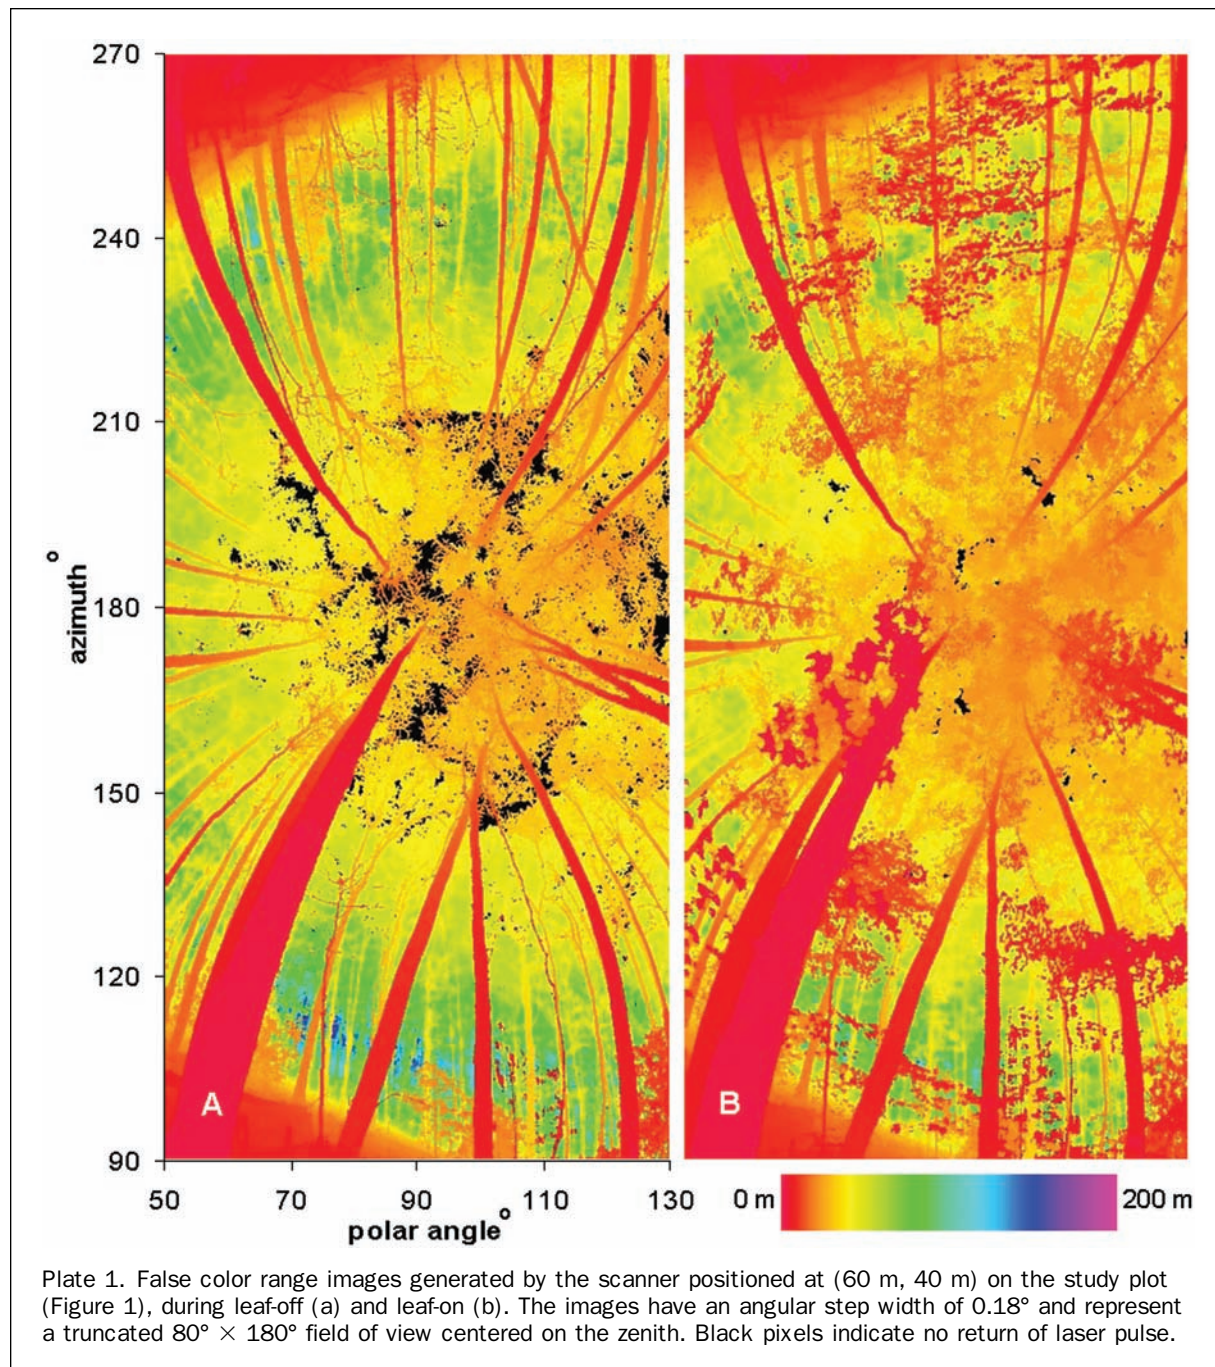 270
240
210
180
150
120
90
azimuth°
A
B
50 70 90 110 130
polar angle°
0 m 200 m
Plate 1. False color range images generated by the scanner positioned at (60 m, 40 m) on the study plot
(Figure 1), during leaf-off (a) and leaf-on (b). The images have an angular step width of 0.18° and represent
a truncated 80° × 180° field of view centered on the zenith. Black pixels indicate no return of laser pulse.